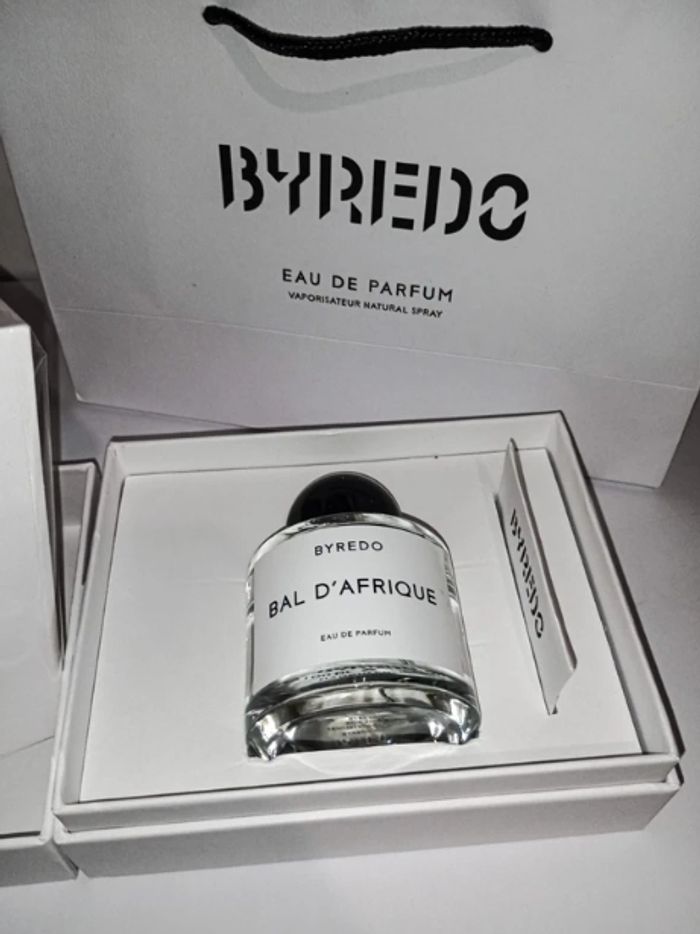 BYREDO
EAU DE PARFUM
VAPORISATEUR NATURAL SPRAY
BYREDO
BAL D'AFRIQUE
EAU DE PARFUM
BYREDO